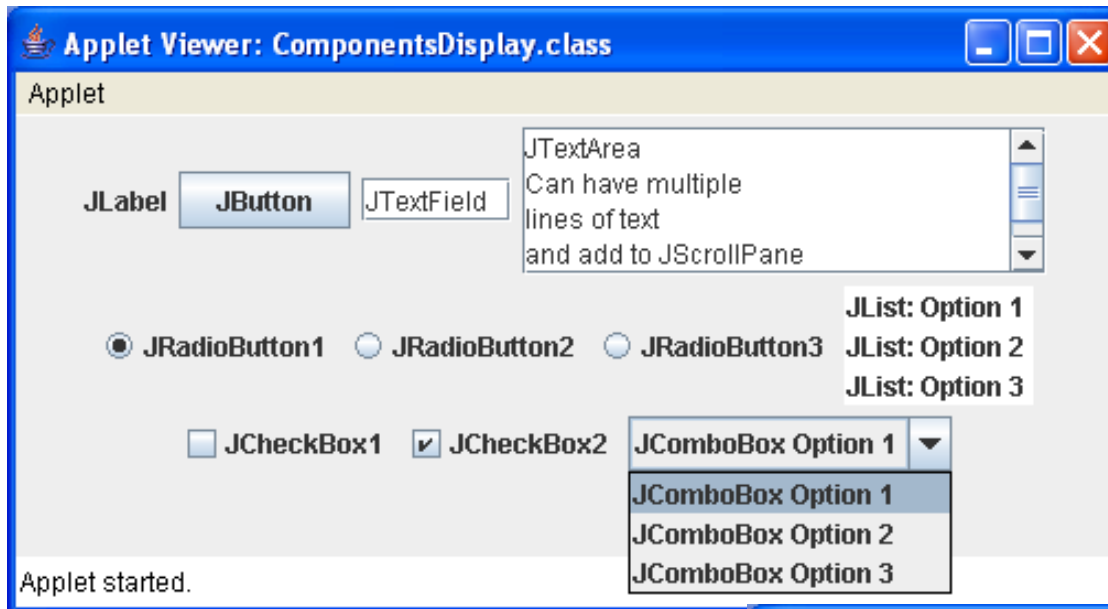 Applet Viewer: ComponentsDisplay.class
Applet
JLabel
JButton
JTextField
JTextArea
Can have multiple
lines of text
and add to JScrollPane
JRadioButton1
JRadioButton2
JRadioButton3
JList: Option 1
JList: Option 2
JList: Option 3
JCheckBox1
JCheckBox2
JComboBox Option 1
JComboBox Option 1
JComboBox Option 2
JComboBox Option 3
Applet started.